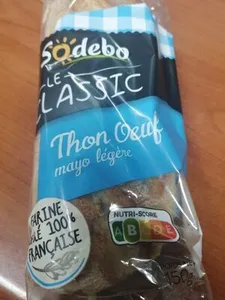 Sodebo
LE
CLASSIC
Thon Oeuf
mayo légère
FARINE
BLÉ 100%
FRANÇAISE
NUTRI-SCORE
A B C D E